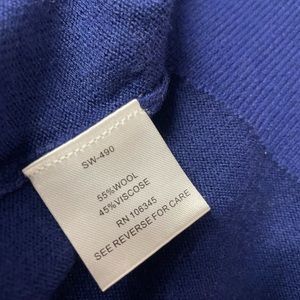 SW-490
55%WOOL
45%VISCOSE
RN 106345
SEE REVERSE FOR CARE